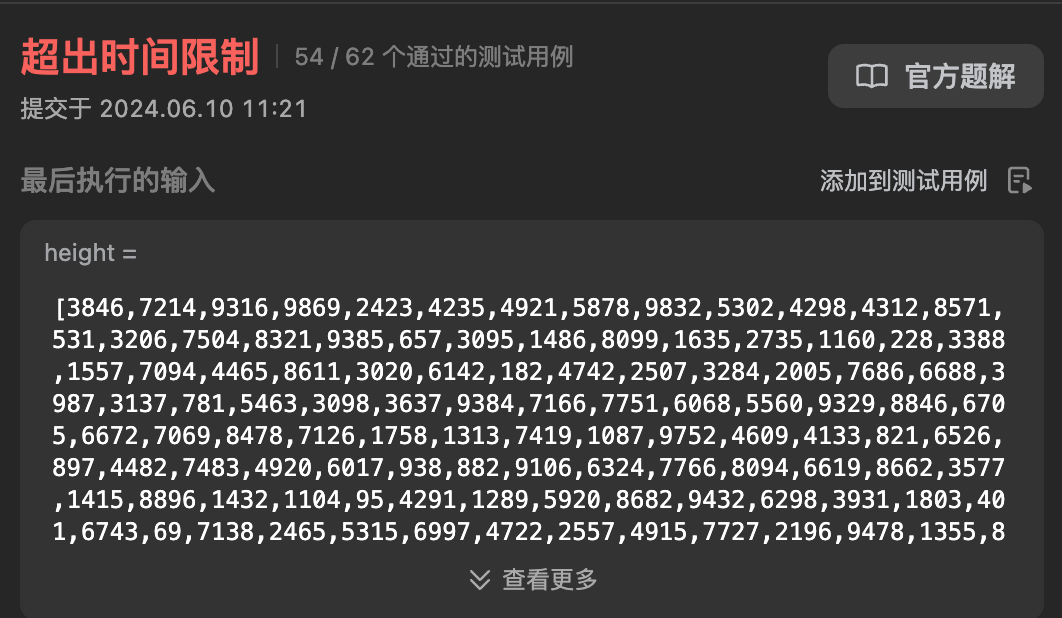 超出时间限制 54 / 62 个通过的测试用例
官方题解
提交于 2024.06.10 11:21
最后执行的输入 添加到测试用例
height =
[3846,7214,9316,9869,2423,4235,4921,5878,9832,5302,4298,4312,8571,
531,3206,7504,8321,9385,657,3095,1486,8099,1635,2735,1160,228,3388
,1557,7094,4465,8611,3020,6142,182,4742,2507,3284,2005,7686,6688,3
987,3137,781,5463,3098,3637,9384,7166,7751,6068,5560,9329,8846,670
5,6672,7069,8478,7126,1758,1313,7419,1087,9752,4609,4133,821,6526,
897,4482,7483,4920,6017,938,882,9106,6324,7766,8094,6619,8662,3577
,1415,8896,1432,1104,95,4291,1289,5920,8682,9432,6298,3931,1803,40
1,6743,69,7138,2465,5315,6997,4722,2557,4915,7727,2196,9478,1355,8
查看更多